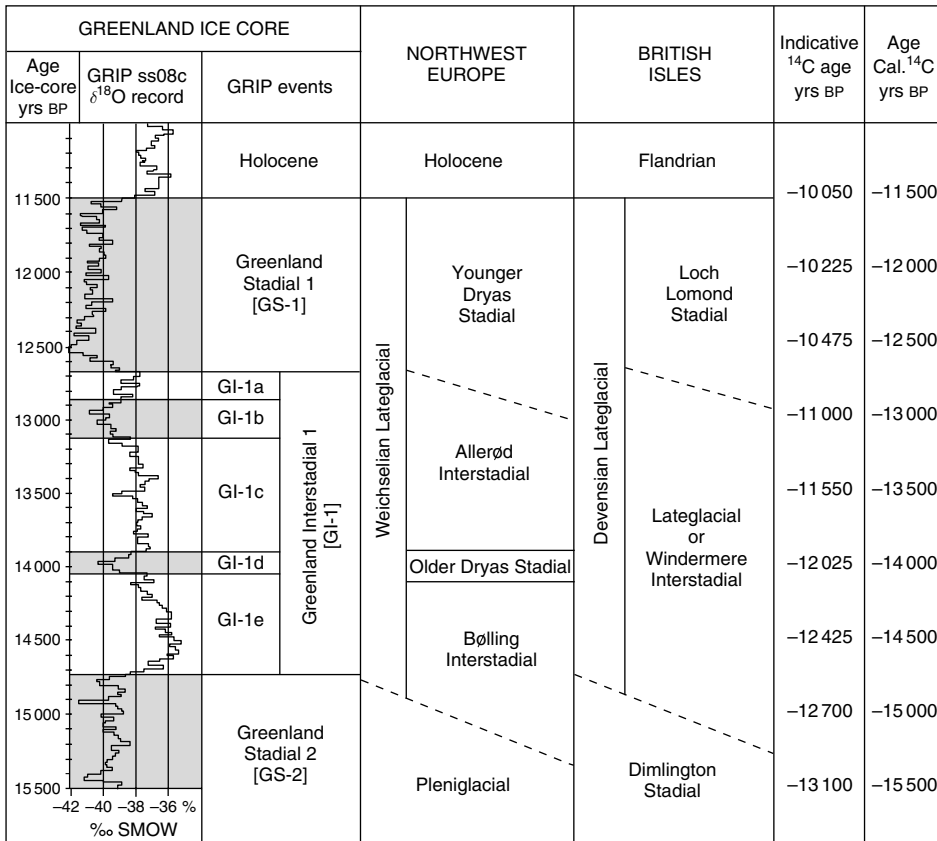 GREENLAND ICE CORE
Age
Ice-core
yrs BP
GRIP ss08c
δ18O record
GRIP events
NORTHWEST
EUROPE
BRITISH
ISLES
Indicative
14C age
yrs BP
Age
Cal.14C
yrs BP
Holocene
Holocene
Flandrian
11 500
12 000
12 500
13 000
13 500
14 000
14 500
15 000
15 500
Greenland
Stadial 1
[GS-1]
GI-1a
GI-1b
GI-1c
GI-1d
GI-1e
Greenland Interstadial 1
[GI-1]
Greenland
Stadial 2
[GS-2]
Weichselian Lateglacial
Younger
Dryas
Stadial
Allerød
Interstadial
Older Dryas Stadial
Bølling
Interstadial
Pleniglacial
Devensian Lateglacial
Loch
Lomond
Stadial
Lateglacial
or
Windermere
Interstadial
Dimlington
Stadial
–10 050
–10 225
–10 475
–11 000
–11 550
–12 025
–12 425
–12 700
–13 100
–11 500
–12 000
–12 500
–13 000
–13 500
–14 000
–14 500
–15 000
–15 500
–42 –40 –38 –36 %
‰ SMOW